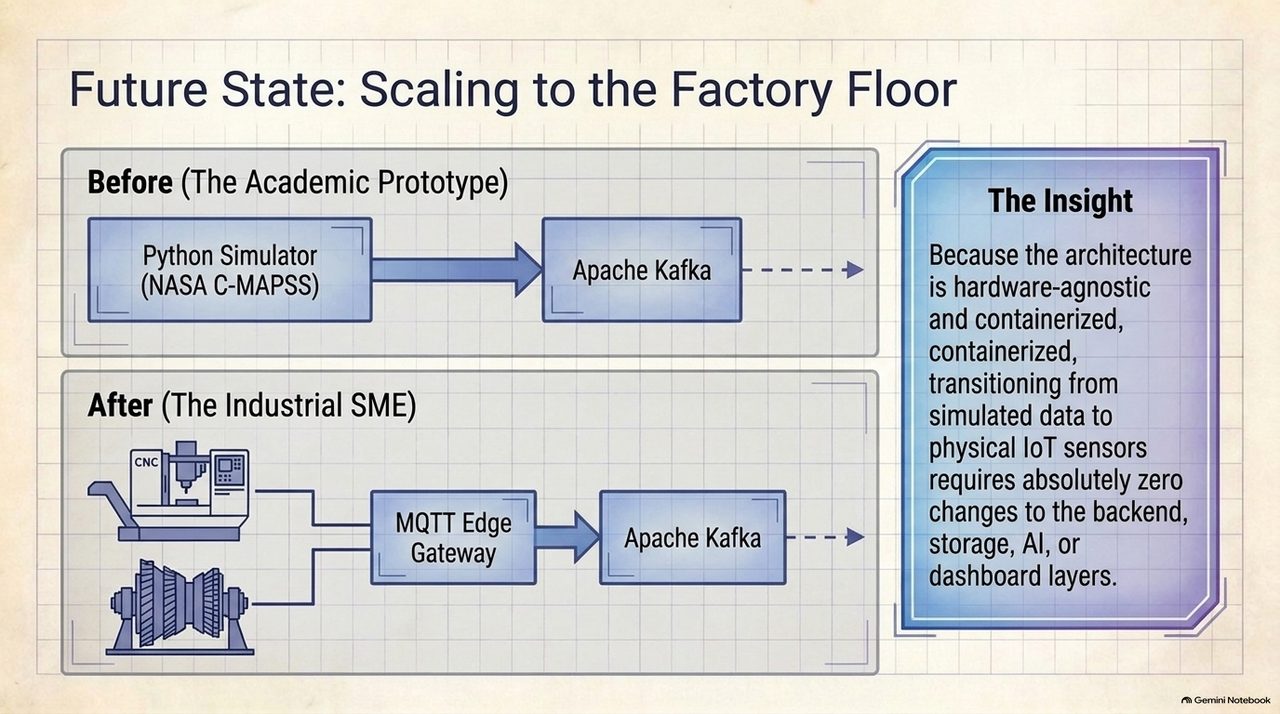 Future State: Scaling to the Factory Floor
Before (The Academic Prototype)
Python Simulator
(NASA C-MAPSS)
Apache Kafka
After (The Industrial SME)
CNC
MQTT Edge
Gateway
Apache Kafka
The Insight
Because the architecture
is hardware-agnostic
and containerized,
containerized,
transitioning from
simulated data to
physical IoT sensors
requires absolutely zero
changes to the backend,
storage, AI, or
dashboard layers.
Gemini Notebook